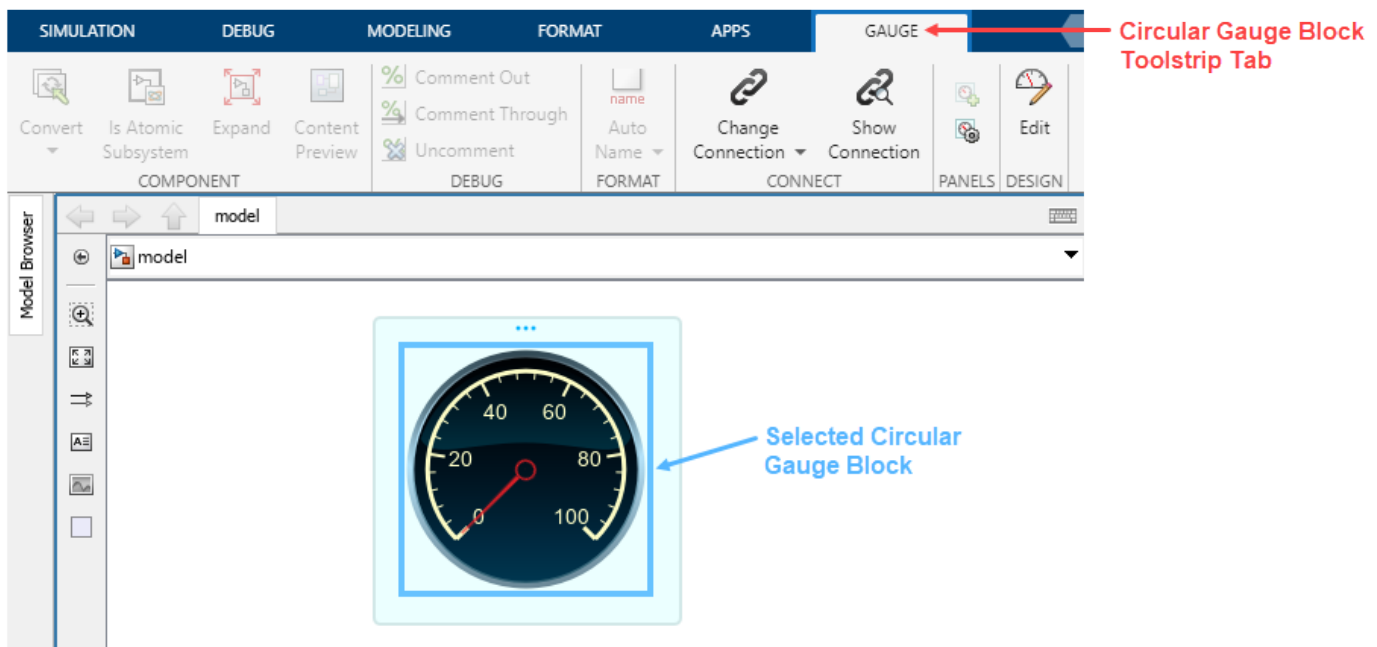 SIMULATION DEBUG MODELING FORMAT APPS GAUGE
Circular Gauge Block
Toolstrip Tab
Convert
Is Atomic
Subsystem
Expand
Content
Preview
COMPONENT
% Comment Out
Comment Through
Uncomment
DEBUG
name
Auto
Name
FORMAT
Change
Connection
Show
Connection
CONNECT
PANELS
Edit
DESIGN
Model Browser
model
model
A
40 60
20 80
0 100
Selected Circular
Gauge Block